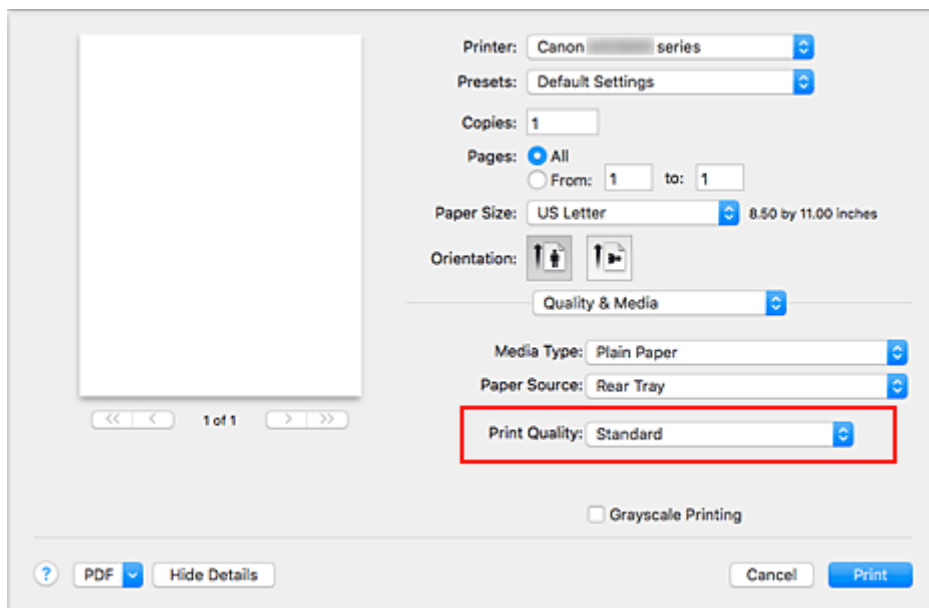 Printer: Canon series
Presets: Default Settings
Copies: 1
Pages: All
From: 1 to: 1
Paper Size: US Letter 8.50 by 11.00 inches
Orientation:
Quality & Media
Media Type: Plain Paper
Paper Source: Rear Tray
<< < 1 of 1 > >>
Print Quality: Standard
Grayscale Printing
? PDF Hide Details Cancel Print